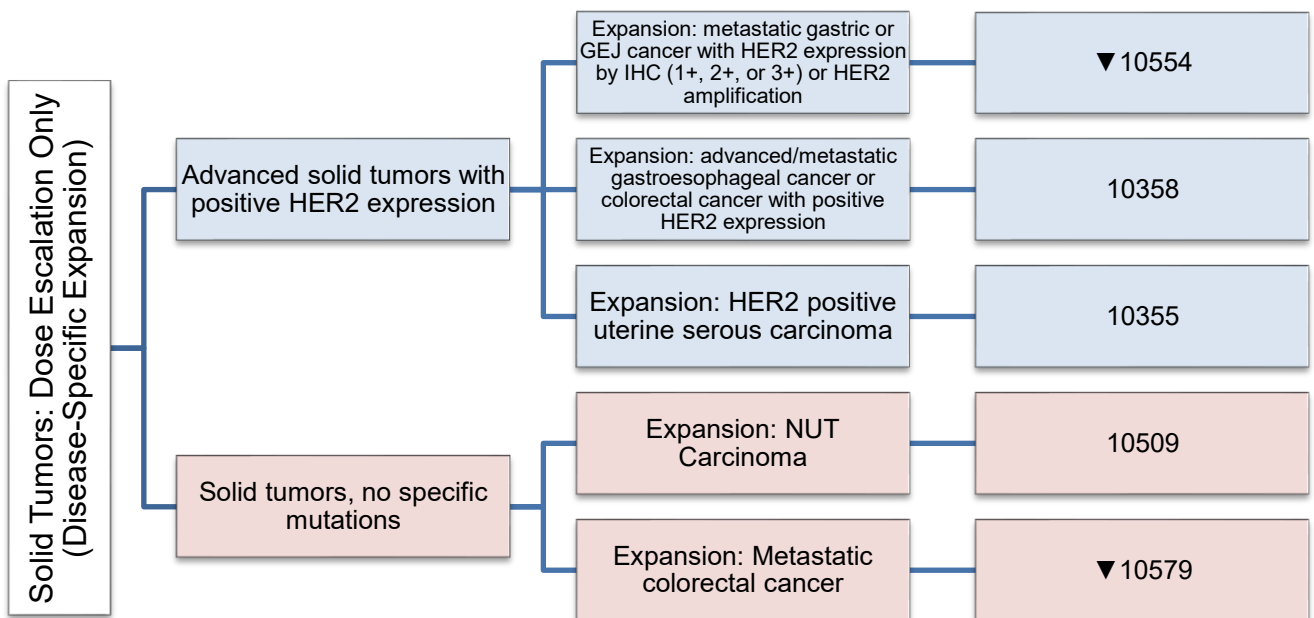 Solid Tumors: Dose Escalation Only
(Disease-Specific Expansion)
Advanced solid tumors with
positive HER2 expression
Expansion: metastatic gastric or
GEJ cancer with HER2 expression
by IHC (1+, 2+, or 3+) or HER2
amplification
▼10554
Expansion: advanced/metastatic
gastroesophageal cancer or
colorectal cancer with positive
HER2 expression
10358
Expansion: HER2 positive
uterine serous carcinoma
10355
Solid tumors, no specific
mutations
Expansion: NUT
Carcinoma
10509
Expansion: Metastatic
colorectal cancer
▼10579